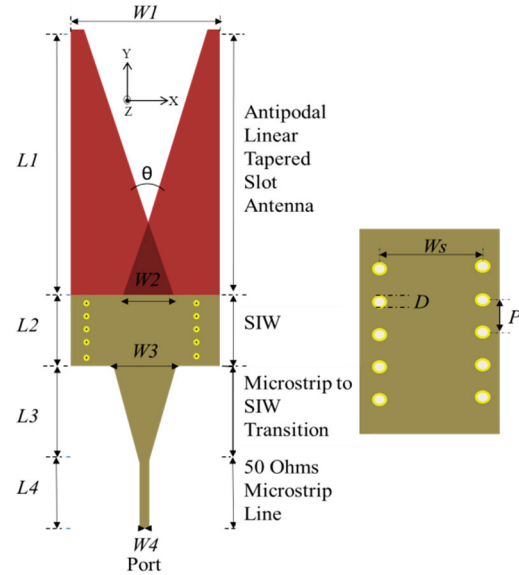 W1
Y
X
Z
L1
θ
Antipodal
Linear
Tapered
Slot
Antenna
W2
L2
SIW
W3
L3
Microstrip to
SIW
Transition
L4
50 Ohms
Microstrip
Line
W4
Port
Ws
D
P